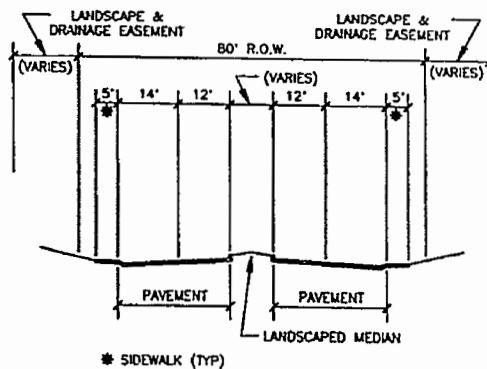 LANDSCAPE &
DRAINAGE EASEMENT
LANDSCAPE &
DRAINAGE EASEMENT
80' R.O.W.
(VARIES)
(VARIES)
(VARIES)
5'
14'
12'
12'
14'
5'
✱
✱
PAVEMENT
PAVEMENT
LANDSCAPED MEDIAN
✱ SIDEWALK (TYP)